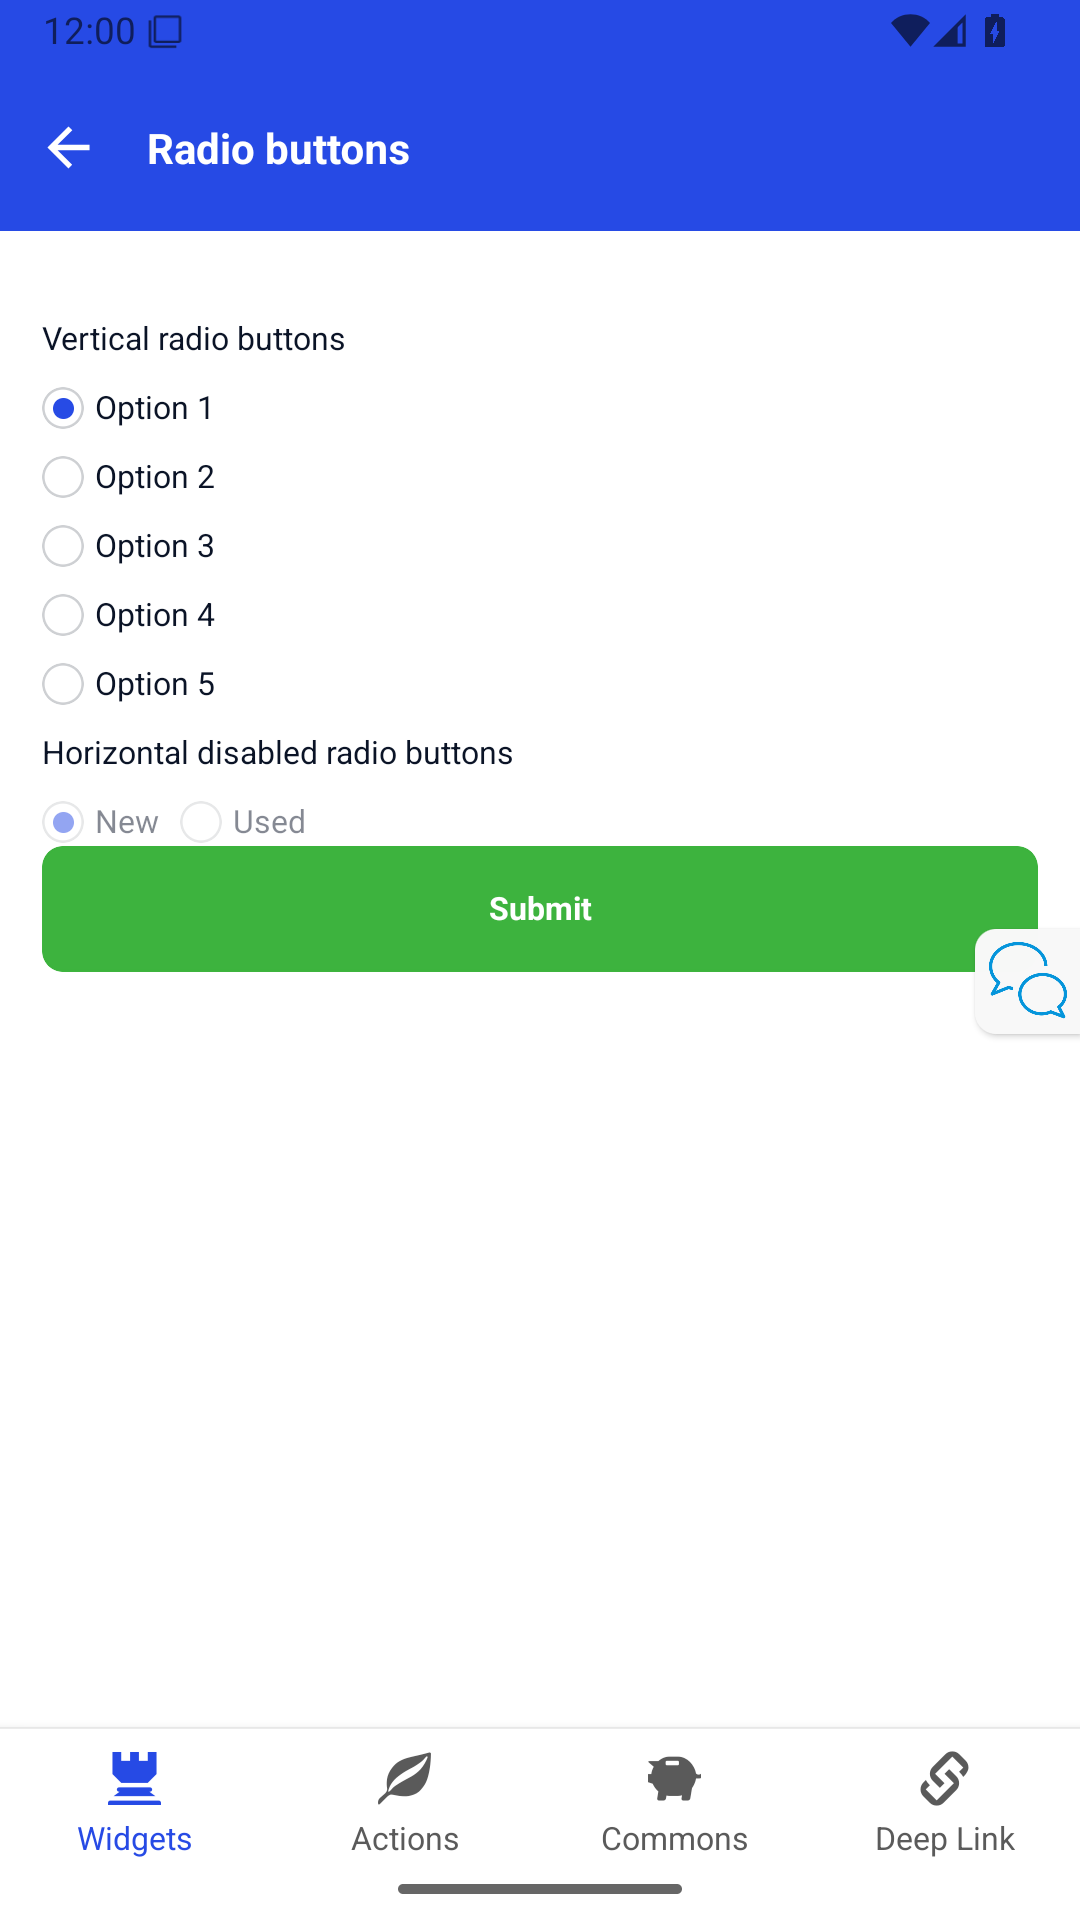 12:00
Radio buttons
Vertical radio buttons
Option 1
Option 2
Option 3
Option 4
Option 5
Horizontal disabled radio buttons
New Used
Submit
Widgets Actions Commons Deep Link